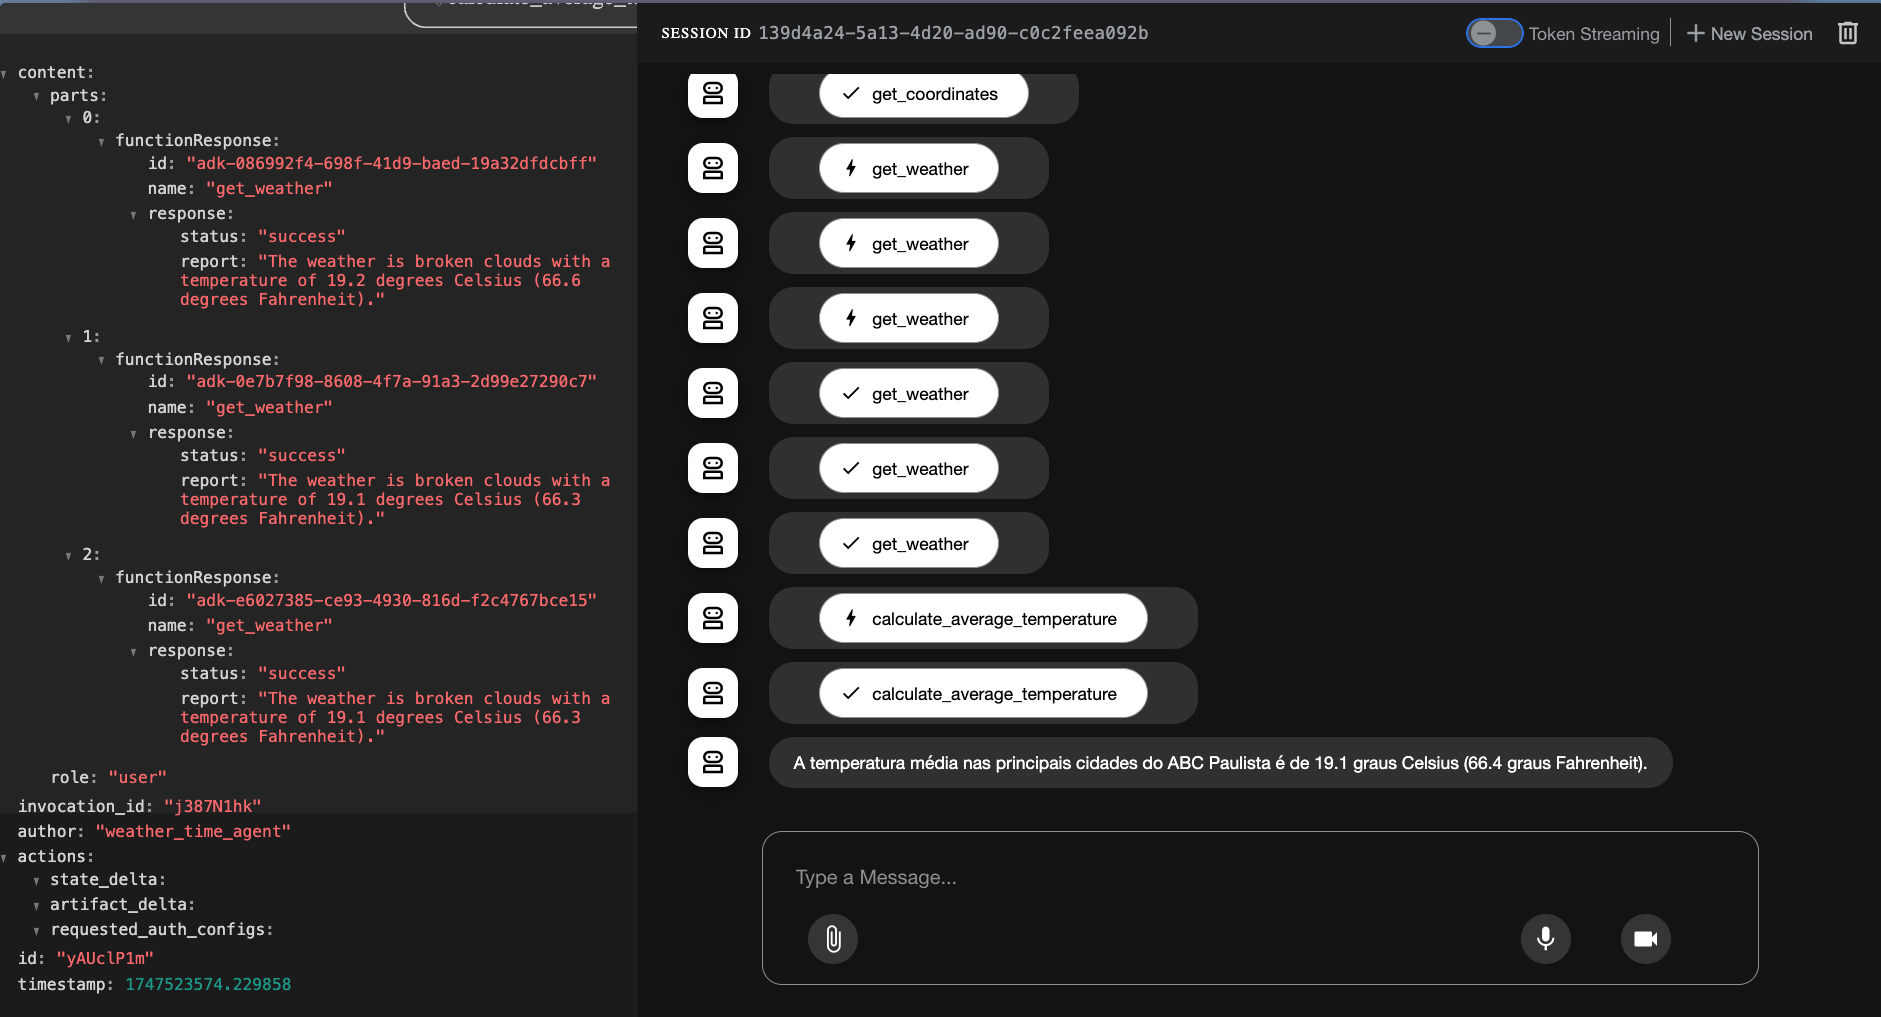 content:
parts:
0:
functionResponse:
id: "adk-086992f4-698f-41d9-baed-19a32dfdcbff"
name: "get_weather"
response:
status: "success"
report: "The weather is broken clouds with a
temperature of 19.2 degrees Celsius (66.6
degrees Fahrenheit)."
1:
functionResponse:
id: "adk-0e7b7f98-8608-4f7a-91a3-2d99e27290c7"
name: "get_weather"
response:
status: "success"
report: "The weather is broken clouds with a
temperature of 19.1 degrees Celsius (66.3
degrees Fahrenheit)."
2:
functionResponse:
id: "adk-e6027385-ce93-4930-816d-f2c4767bce15"
name: "get_weather"
response:
status: "success"
report: "The weather is broken clouds with a
temperature of 19.1 degrees Celsius (66.3
degrees Fahrenheit)."
role: "user"
invocation_id: "j387N1hk"
author: "weather_time_agent"
actions:
state_delta:
artifact_delta:
requested_auth_configs:
id: "yAUclP1m"
timestamp: 1747523574.229858
SESSION ID 139d4a24-5a13-4d20-ad90-c0c2feea092b
Token Streaming
New Session
get_coordinates
get_weather
get_weather
get_weather
get_weather
get_weather
get_weather
calculate_average_temperature
calculate_average_temperature
A temperatura média nas principais cidades do ABC Paulista é de 19.1 graus Celsius (66.4 graus Fahrenheit).
Type a Message...